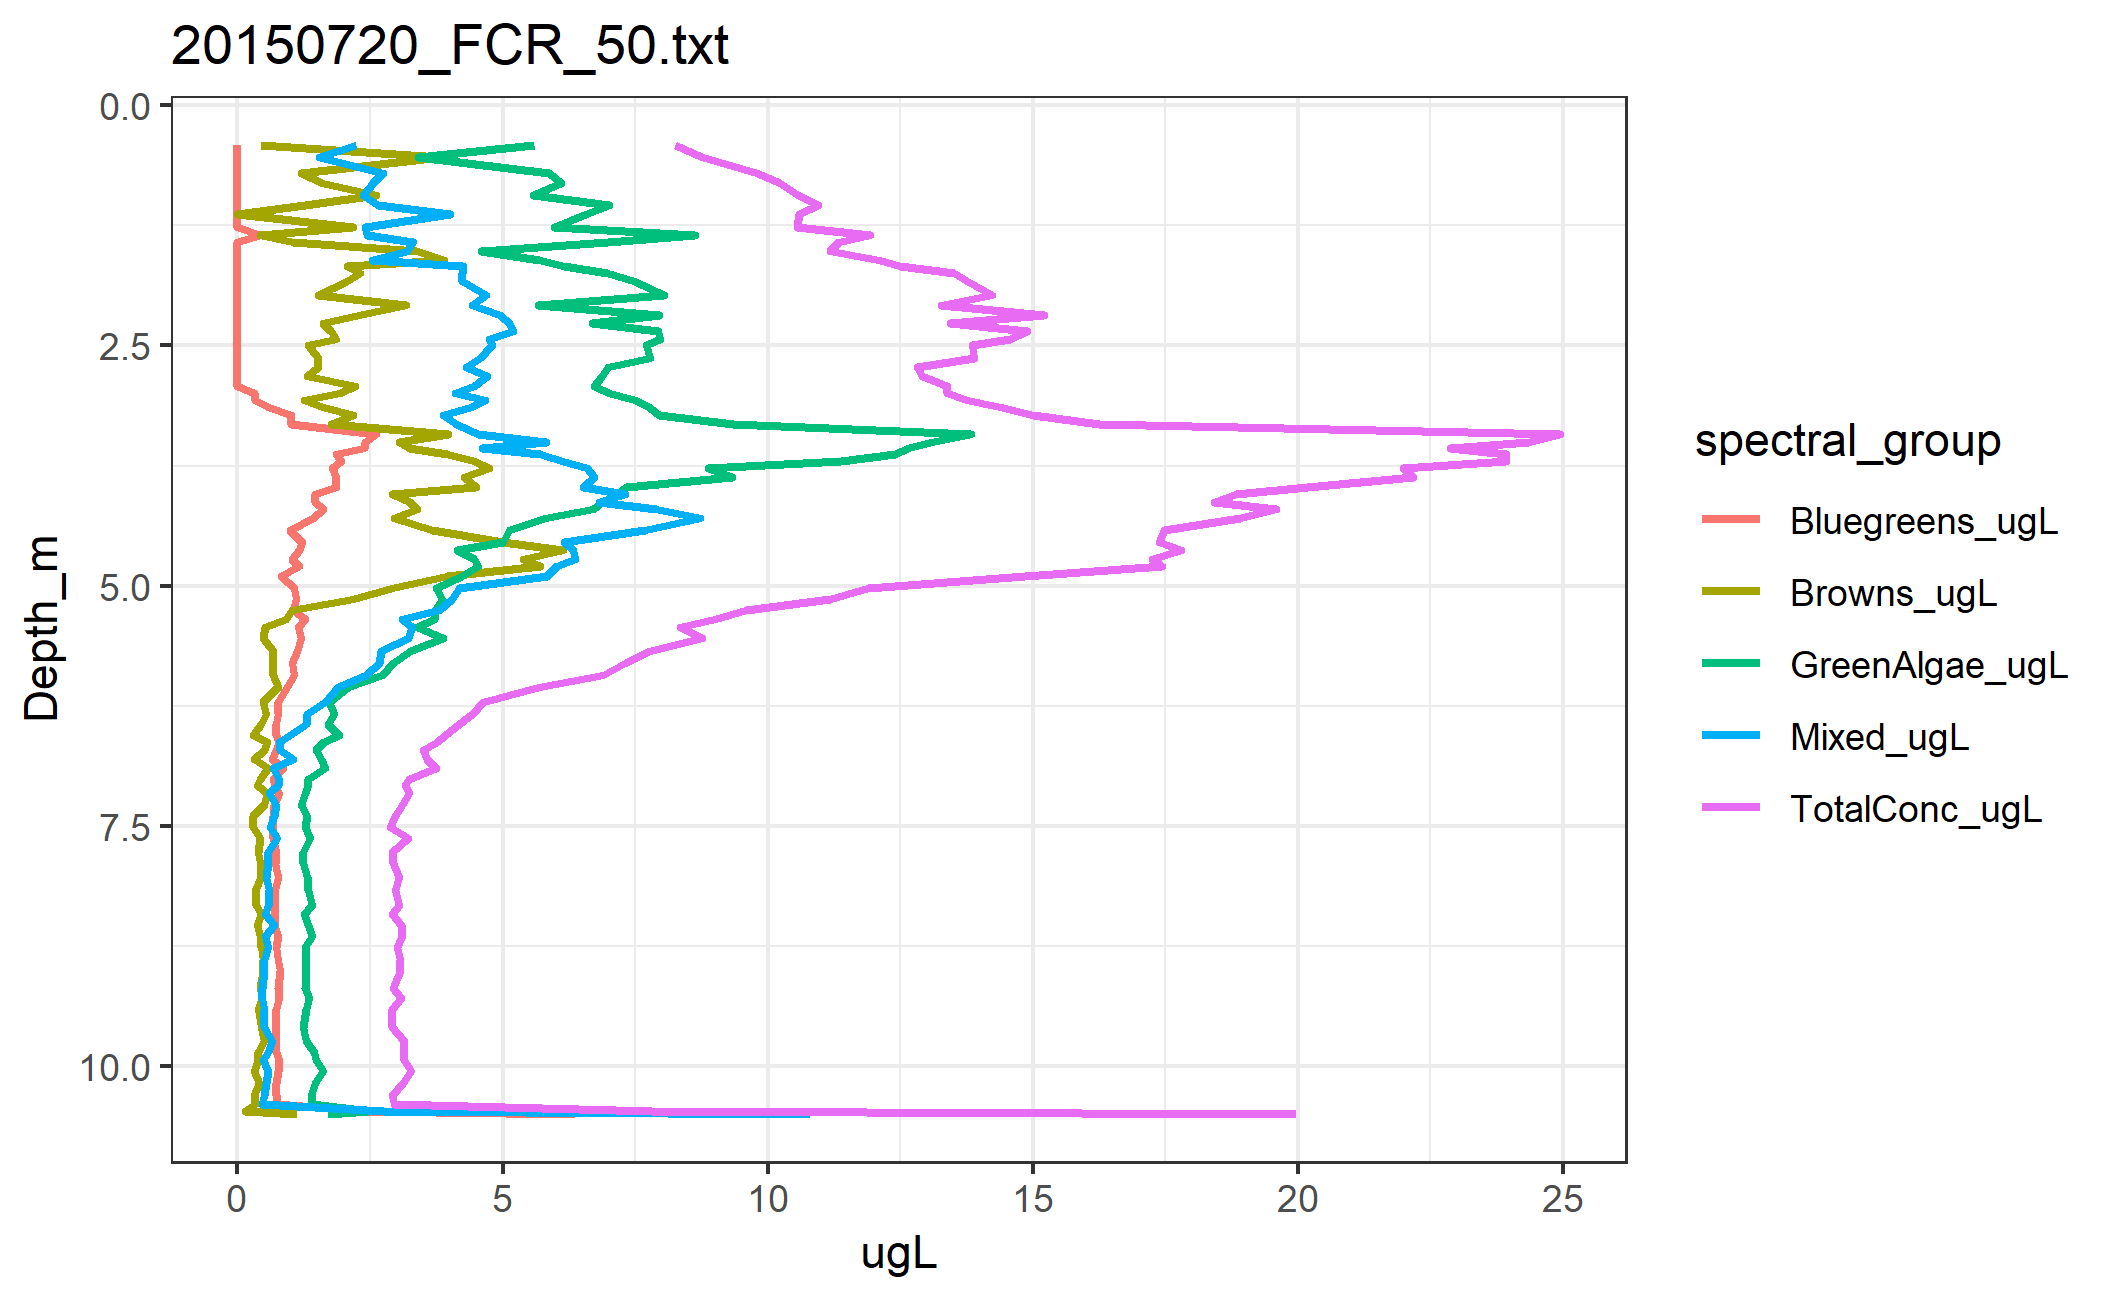 20150720_FCR_50.txt
0.0
2.5
5.0
7.5
10.0
Depth_m
0 5 10 15 20 25
ugL
spectral_group
Bluegreens_ugL
Browns_ugL
GreenAlgae_ugL
Mixed_ugL
TotalConc_ugL